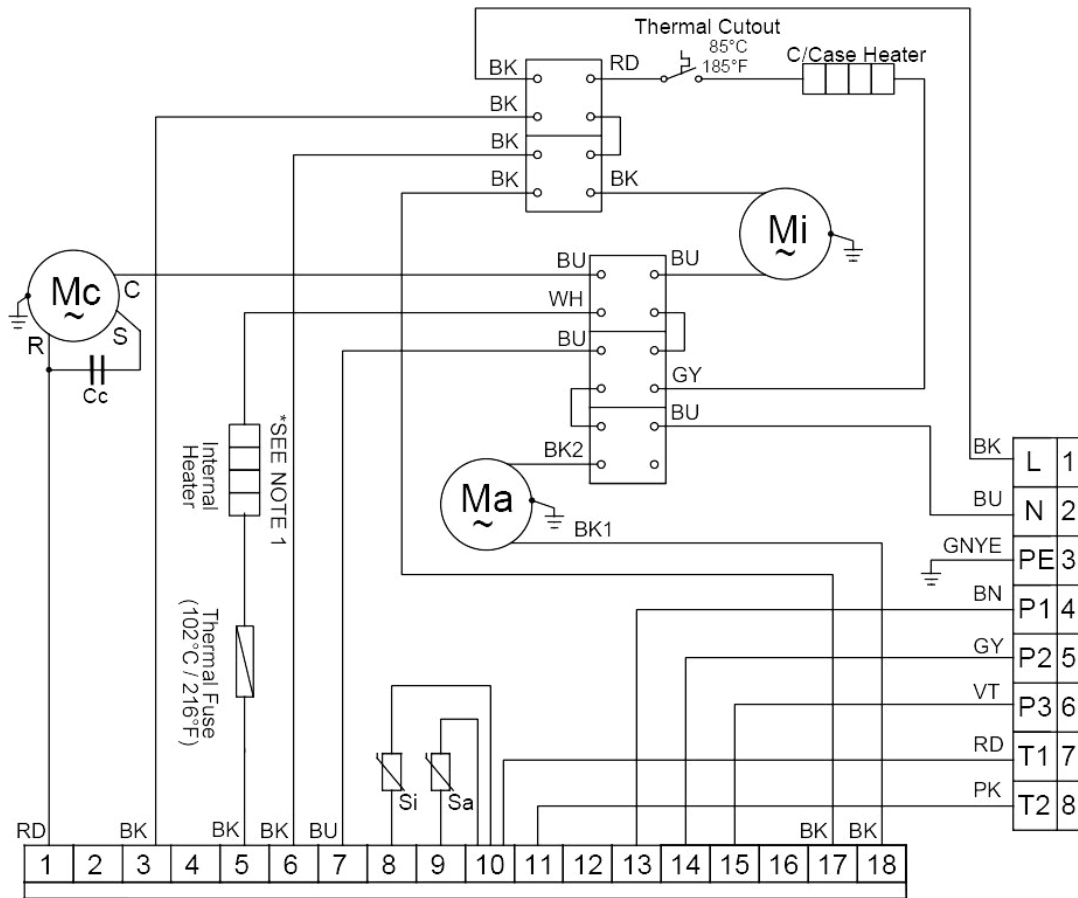 Thermal Cutout
85°C
185°F
C/Case Heater
BK
RD
BK
BK
BK
BK
Mi
~
BU
BU
WH
BU
GY
BU
Mc
~
C
S
R
Cc
*SEE NOTE 1
Internal
Heater
BK2
Ma
~
BK1
Thermal Fuse
(102°C / 216°F)
Si
Sa
BK
L
1
BU
N
2
GNYE
PE
3
BN
P1
4
GY
P2
5
VT
P3
6
RD
T1
7
PK
T2
8
RD
BK
BK
BK
BU
BK
BK
1
2
3
4
5
6
7
8
9
10
11
12
13
14
15
16
17
18